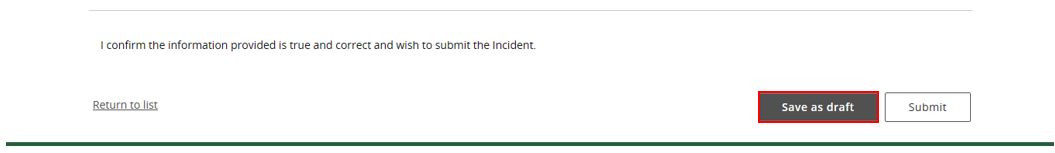 I confirm the information provided is true and correct and wish to submit the Incident.
Return to list
Save as draft
Submit